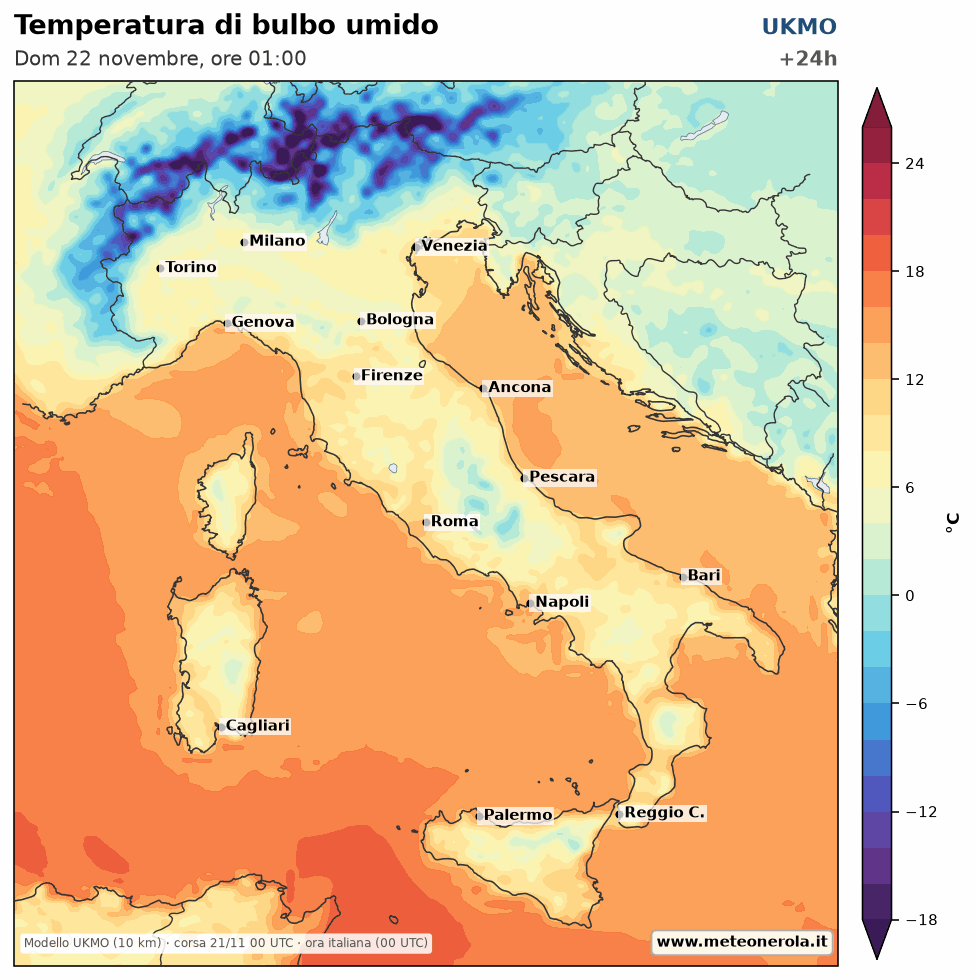 Temperatura di bulbo umido
UKMO
Dom 22 novembre, ore 01:00
+24h
Milano
Venezia
Torino
Genova
Bologna
Firenze
Ancona
Pescara
Roma
Bari
Napoli
Cagliari
Palermo
Reggio C.
24
18
12
6
0
−6
−12
−18
°C
Modello UKMO (10 km) · corsa 21/11 00 UTC · ora italiana (00 UTC)
www.meteonerola.it